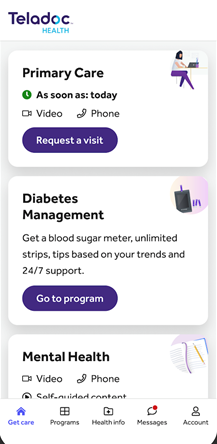 Teladoc
HEALTH
Primary Care
As soon as: today
Video Phone
Request a visit
Diabetes
Management
Get a blood sugar meter, unlimited
strips, tips based on your trends and
24/7 support.
Go to program
Mental Health
Video Phone
Self-guided content
Get care Programs Health info Messages Account